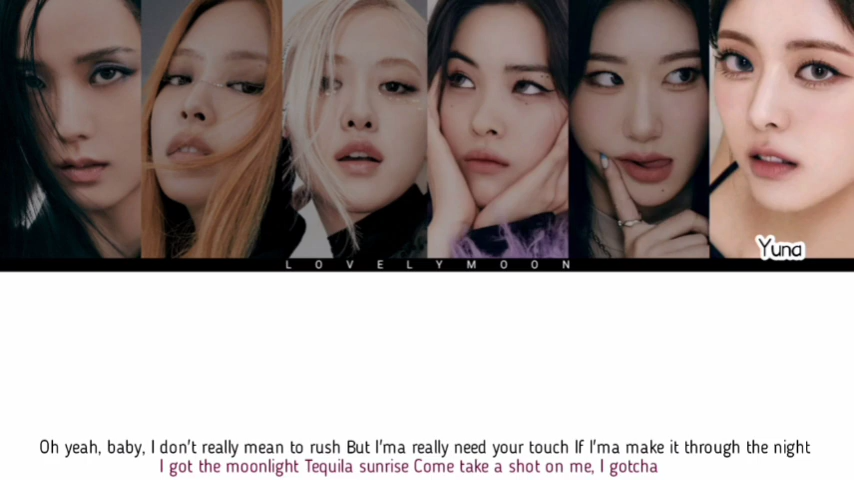 Yuna
LOVELYMOON
Oh yeah, baby, I don't really mean to rush But I'ma really need your touch If I'ma make it through the night
I got the moonlight Tequila sunrise Come take a shot on me, I gotcha